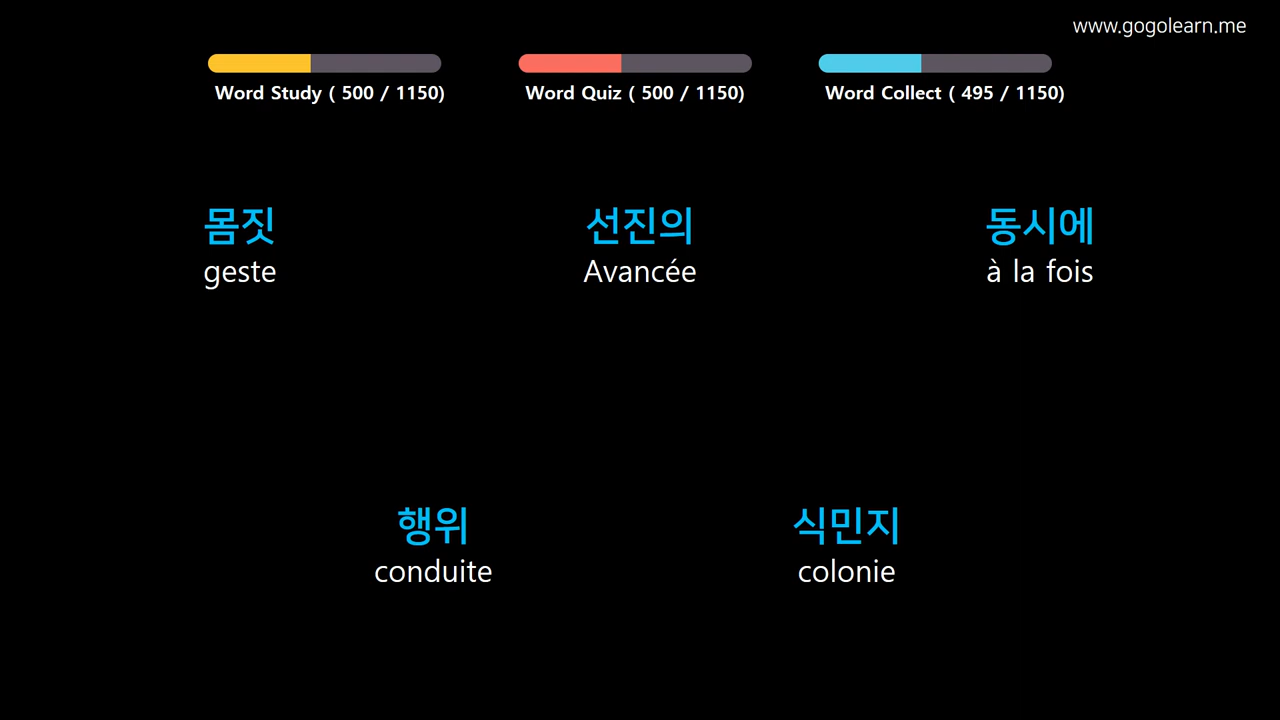 www.gogolearn.me
Word Study ( 500 / 1150)
Word Quiz ( 500 / 1150)
Word Collect ( 495 / 1150)
몸짓
geste
선진의
Avancée
동시에
à la fois
행위
conduite
식민지
colonie